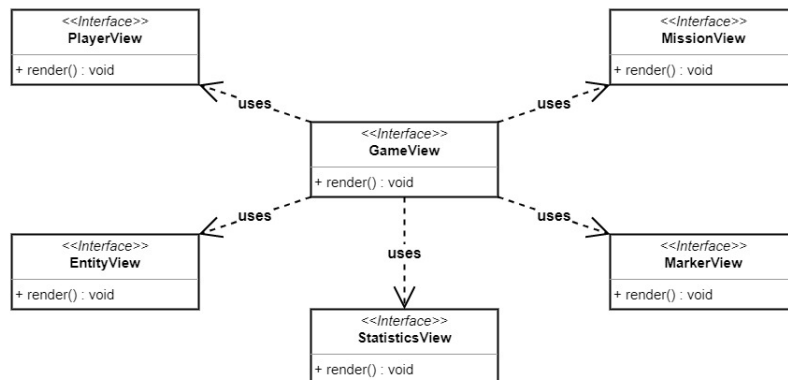 <<Interface>>
PlayerView
+ render() : void
<<Interface>>
MissionView
+ render() : void
uses
uses
<<Interface>>
GameView
+ render() : void
uses
uses
uses
<<Interface>>
EntityView
+ render() : void
<<Interface>>
MarkerView
+ render() : void
<<Interface>>
StatisticsView
+ render() : void